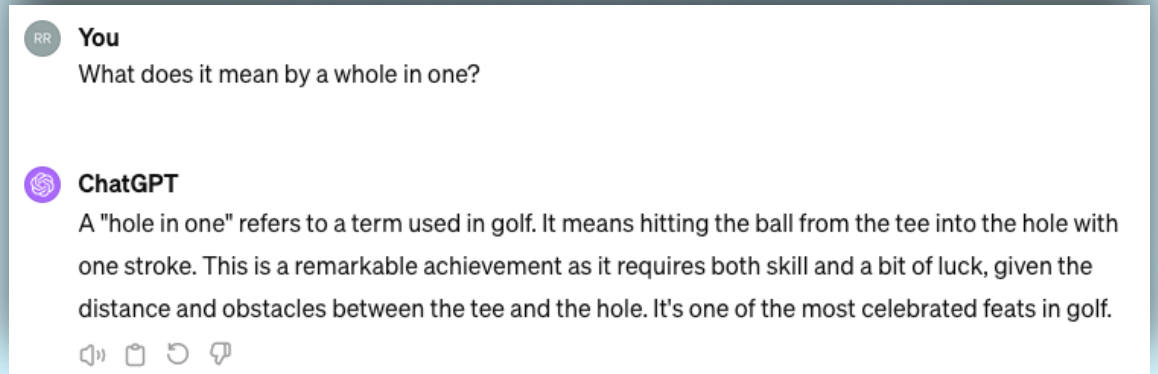 RR
You
What does it mean by a whole in one?
ChatGPT
A "hole in one" refers to a term used in golf. It means hitting the ball from the tee into the hole with
one stroke. This is a remarkable achievement as it requires both skill and a bit of luck, given the
distance and obstacles between the tee and the hole. It's one of the most celebrated feats in golf.